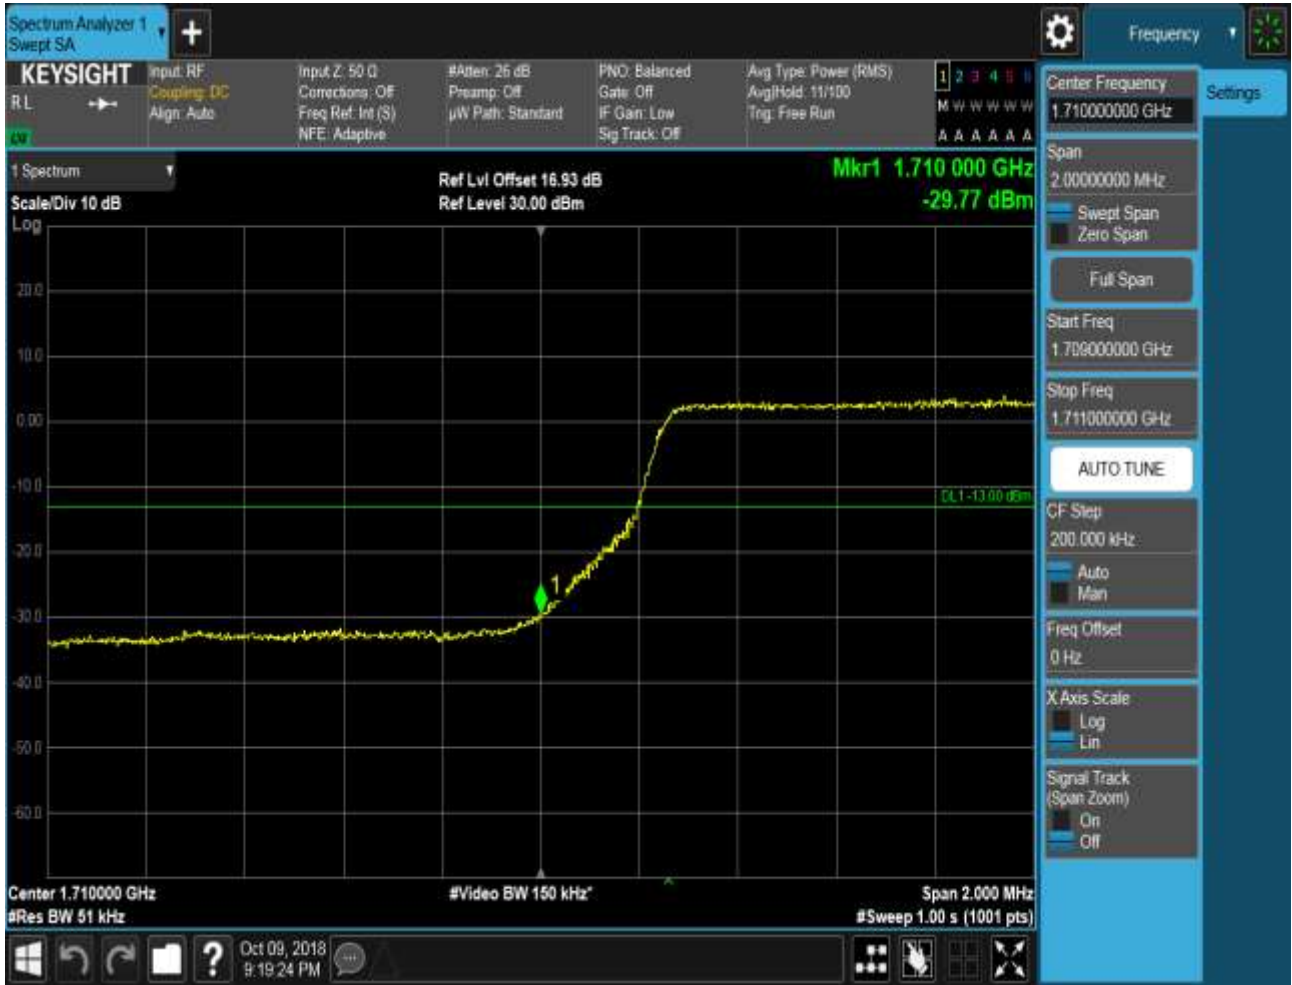 Spectrum Analyzer 1
Swept SA
+
Frequency
KEYSIGHT
R L
LXI
Input: RF
Coupling: DC
Align: Auto
Input Z: 50 Ω
Corrections: Off
Freq Ref: Int (S)
NFE: Adaptive
#Atten: 26 dB
Preamp: Off
µW Path: Standard
PNO: Balanced
Gate: Off
IF Gain: Low
Sig Track: Off
Avg Type: Power (RMS)
Avg|Hold: 11/100
Trig: Free Run
1 2 3 4 5 6
M W W W W W
A A A A A A
1 Spectrum
Scale/Div 10 dB
Log
Ref Lvl Offset 16.93 dB
Ref Level 30.00 dBm
Mkr1 1.710 000 GHz
-29.77 dBm
20.0
10.0
0.00
-10.0
-20.0
-30.0
-40.0
-50.0
-60.0
DL1 -13.00 dBm
1
Center 1.710000 GHz
#Res BW 51 kHz
#Video BW 150 kHz*
Span 2.000 MHz
#Sweep 1.00 s (1001 pts)
?
Oct 09, 2018
9:19:24 PM
Center Frequency
1.710000000 GHz
Settings
Span
2.00000000 MHz
Swept Span
Zero Span
Full Span
Start Freq
1.709000000 GHz
Stop Freq
1.711000000 GHz
AUTO TUNE
CF Step
200.000 kHz
Auto
Man
Freq Offset
0 Hz
X Axis Scale
Log
Lin
Signal Track
(Span Zoom)
On
Off